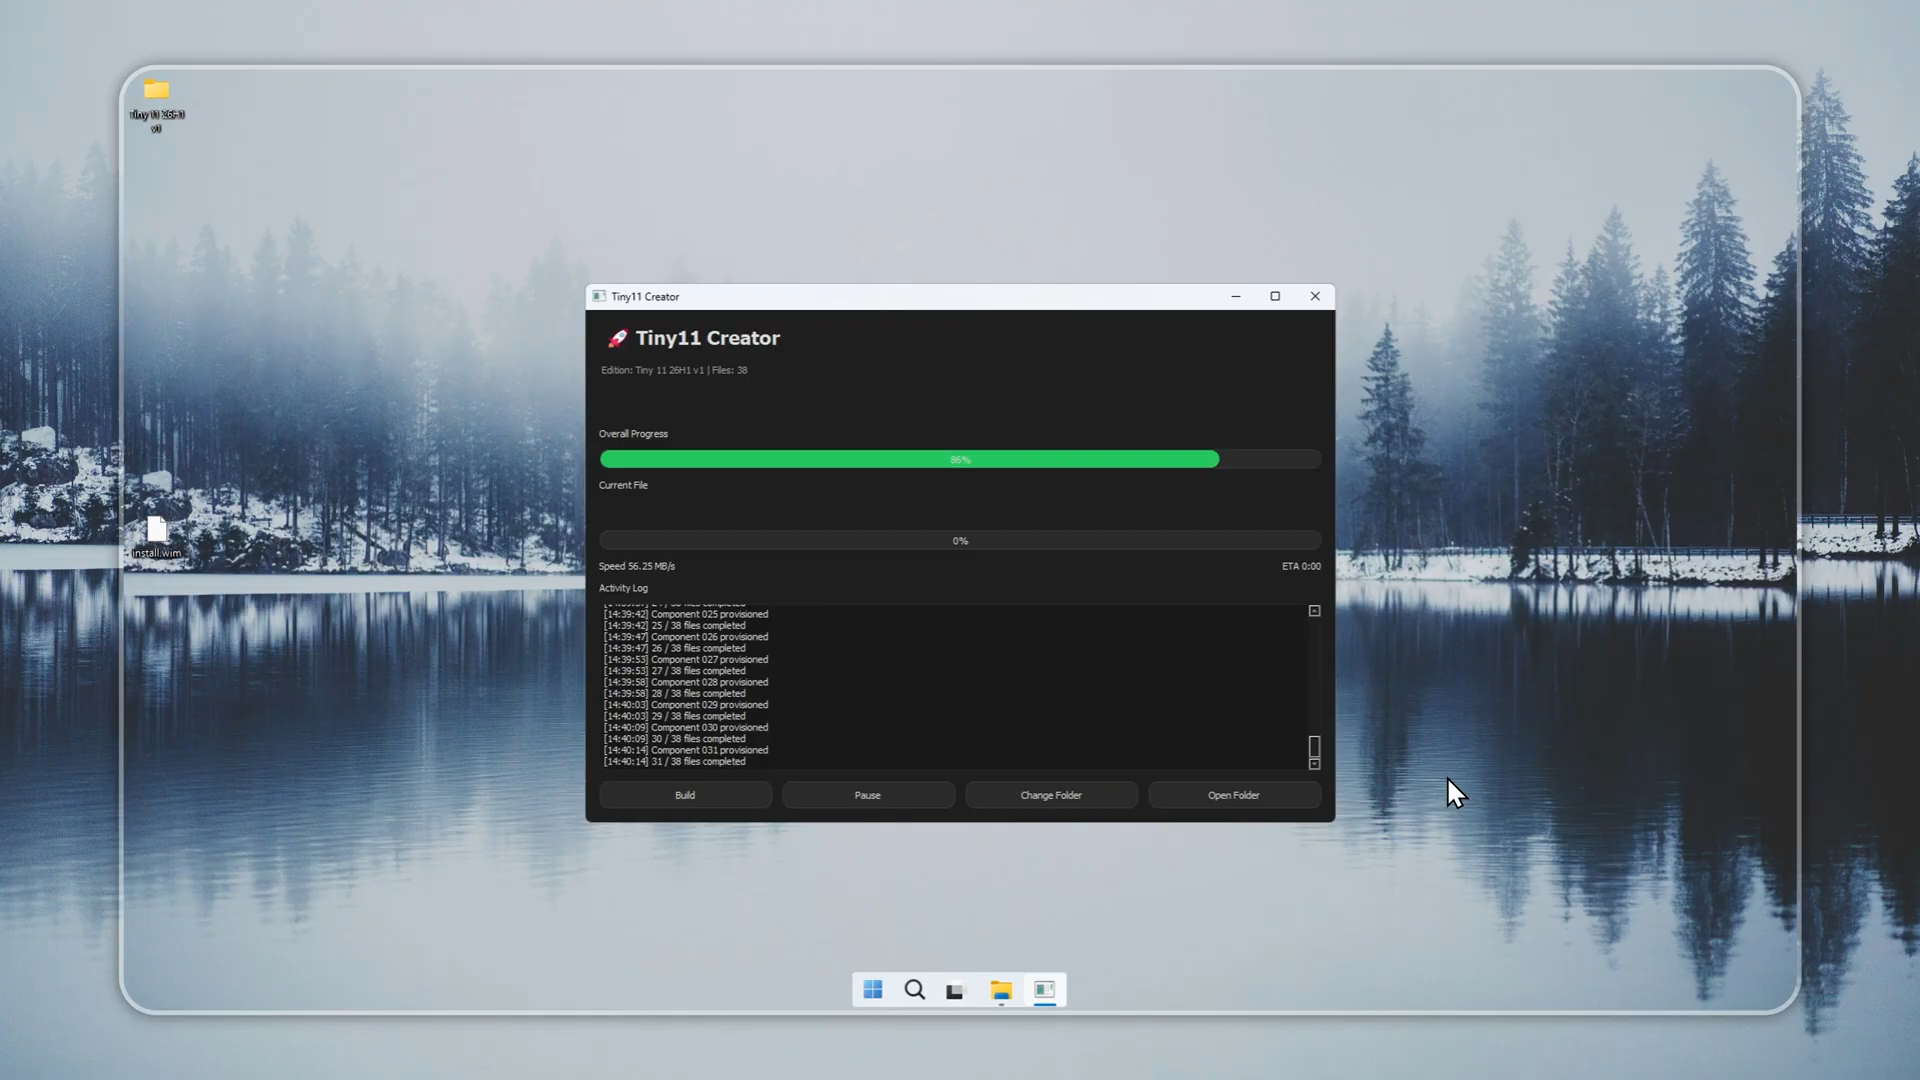 Tiny 11 26H1
v1
install.wim
Tiny11 Creator
Tiny11 Creator
Edition: Tiny 11 26H1 v1 | Files: 38
Overall Progress
86%
Current File
0%
Speed 56.25 MB/s
ETA 0:00
Activity Log
[14:39:42] Component 025 provisioned
[14:39:42] 25 / 38 files completed
[14:39:47] Component 026 provisioned
[14:39:47] 26 / 38 files completed
[14:39:53] Component 027 provisioned
[14:39:53] 27 / 38 files completed
[14:39:58] Component 028 provisioned
[14:39:58] 28 / 38 files completed
[14:40:03] Component 029 provisioned
[14:40:03] 29 / 38 files completed
[14:40:09] Component 030 provisioned
[14:40:09] 30 / 38 files completed
[14:40:14] Component 031 provisioned
[14:40:14] 31 / 38 files completed
Build
Pause
Change Folder
Open Folder